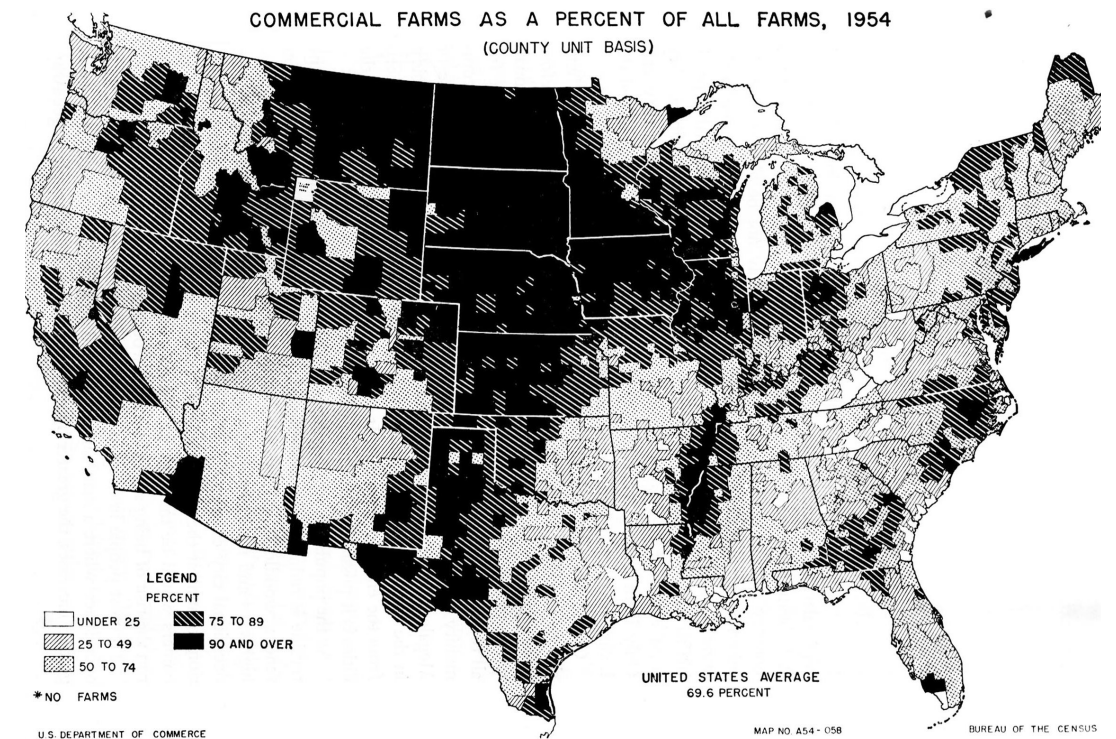 COMMERCIAL FARMS AS A PERCENT OF ALL FARMS, 1954
(COUNTY UNIT BASIS)
LEGEND
PERCENT
UNDER 25
25 TO 49
50 TO 74
75 TO 89
90 AND OVER
*NO FARMS
UNITED STATES AVERAGE
69.6 PERCENT
U.S. DEPARTMENT OF COMMERCE
MAP NO. A54-058
BUREAU OF THE CENSUS